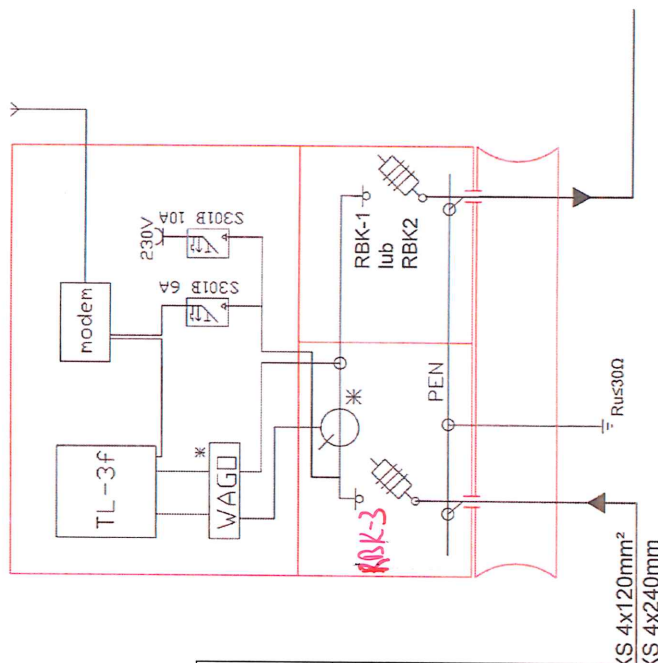 230V
S301B 10A
S301B 6A
modem
TL-3f
*
WAGO
RBK-1
lub
RBK2
*
PEN
RBK-3
Ru≤30Ω
KS 4x120mm²
KS 4x240mm